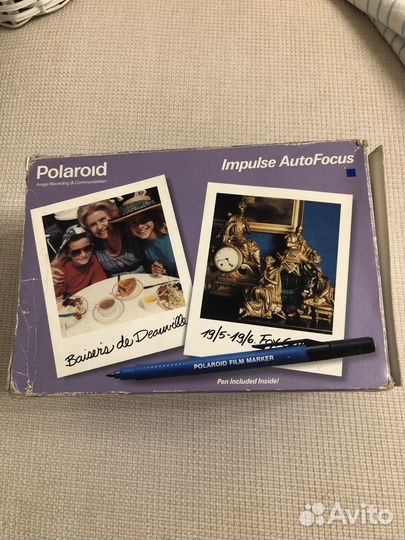 Polaroid
Image Recording & Communication
Impulse AutoFocus
Baisers de Deauville
19/5-19/6.
POLAROID FILM MARKER
Pen Included Inside!
Avito